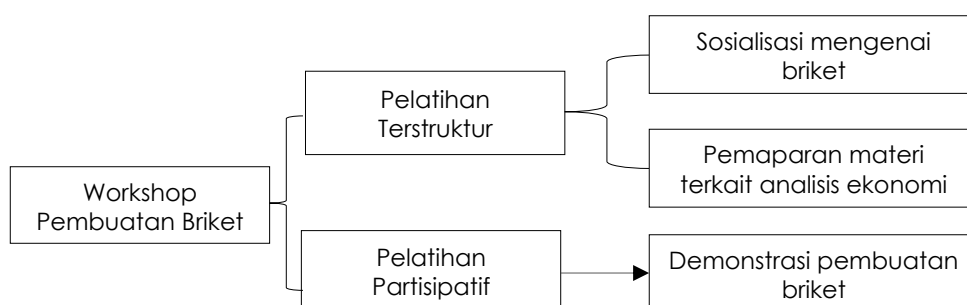 Workshop
Pembuatan Briket
Pelatihan
Terstruktur
Sosialisasi mengenai
briket
Pemaparan materi
terkait analisis ekonomi
Pelatihan
Partisipatif
Demonstrasi pembuatan
briket